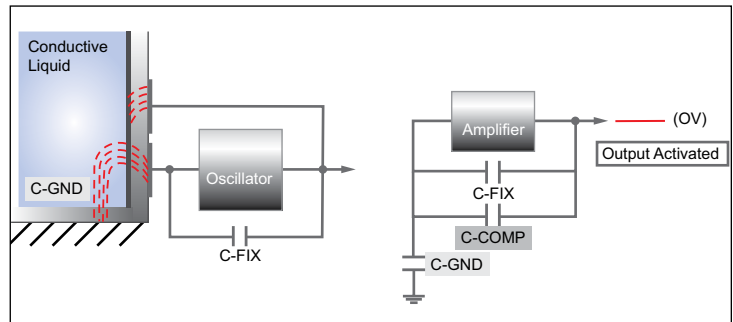 Conductive
Liquid
C-GND
Oscillator
C-FIX
Amplifier
(OV)
Output Activated
C-FIX
C-COMP
C-GND